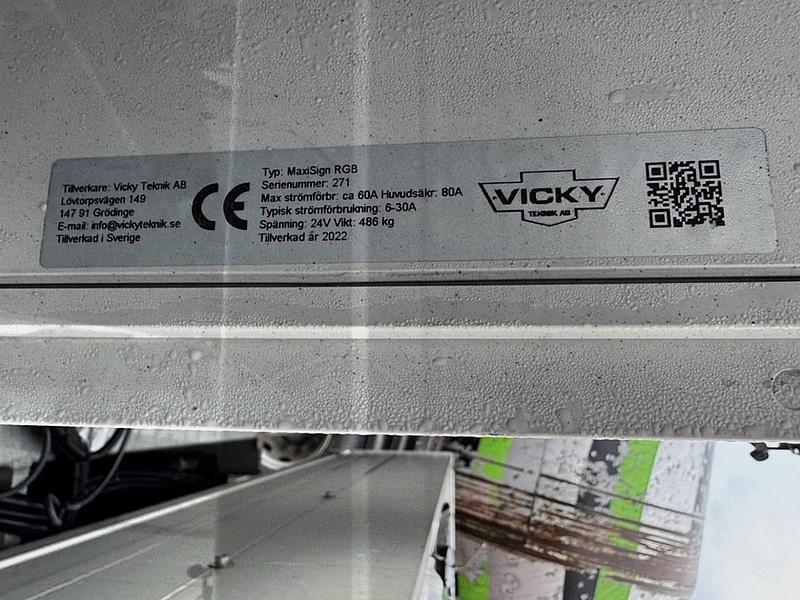 Tillverkare: Vicky Teknik AB
Lövtorpsvägen 149
147 91 Grödinge
E-mail: info@vickyteknik.se
Tillverkad i Sverige
CE
Typ: MaxiSign RGB
Serienummer: 271
Max strömförbr: ca 60A Huvudsäkr: 80A
Typisk strömförbrukning: 6-30A
Spänning: 24V Vikt: 486 kg
Tillverkad år 2022
VICKY
TEKNIK AB